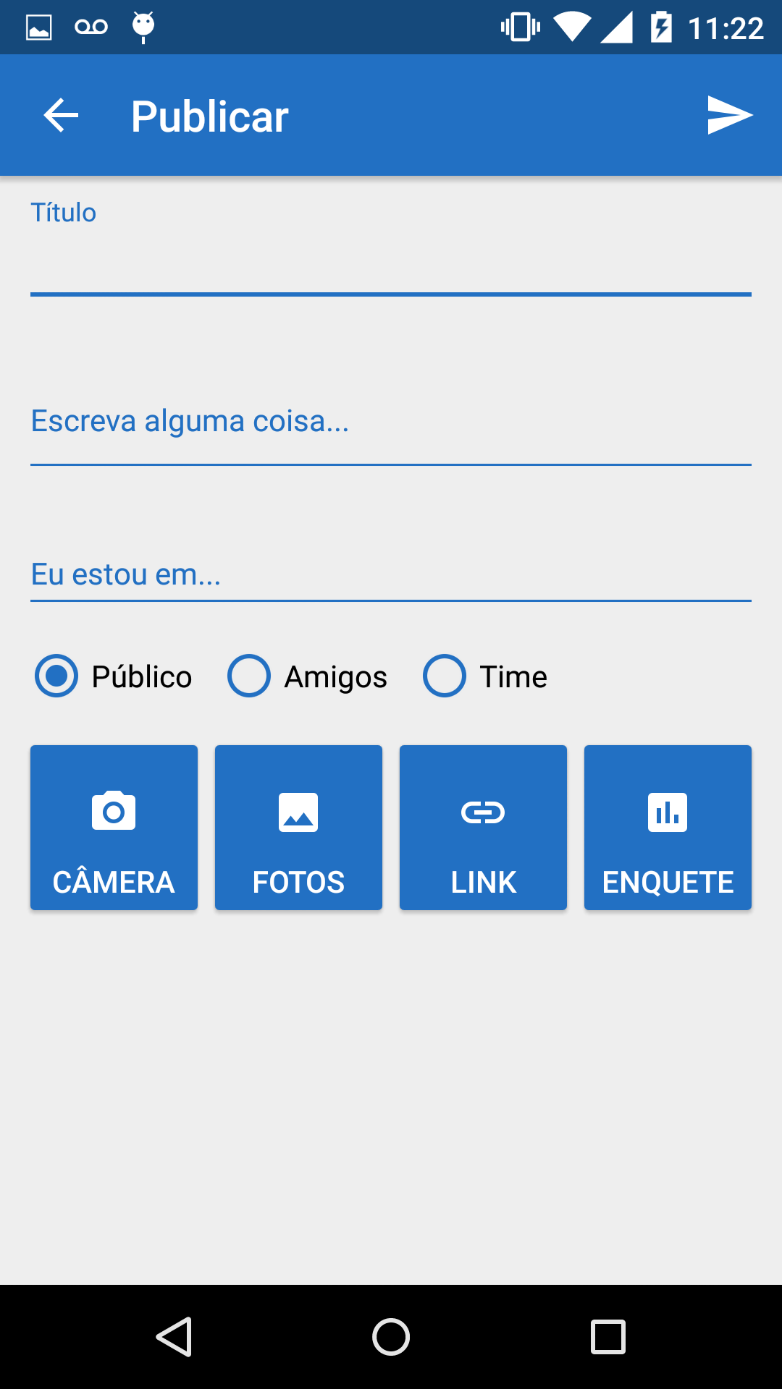 11:22
Publicar
Título
Escreva alguma coisa...
Eu estou em...
Público Amigos Time
CÂMERA FOTOS LINK ENQUETE